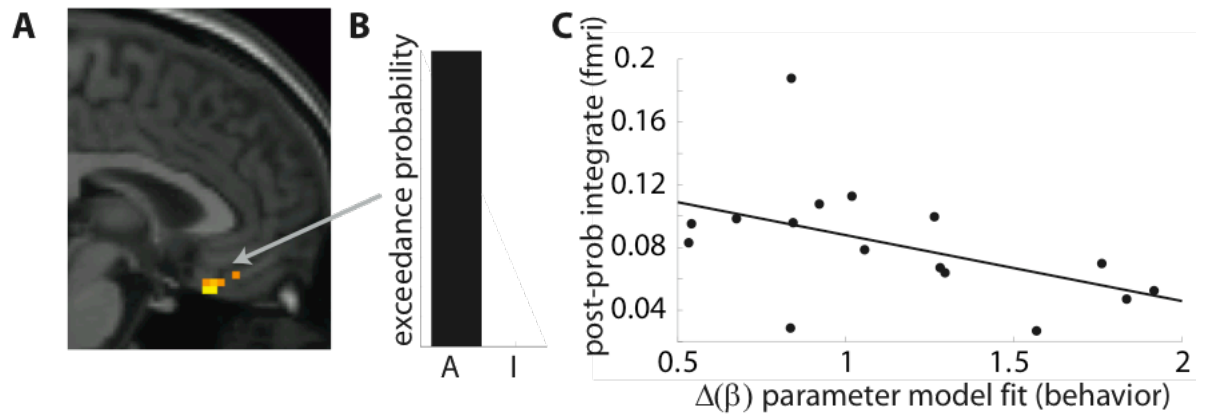 A
B
exceedance probability
A I
C
post-prob integrate (fmri)
0.2
0.16
0.12
0.08
0.04
0.5 1 1.5 2
Δ(β) parameter model fit (behavior)